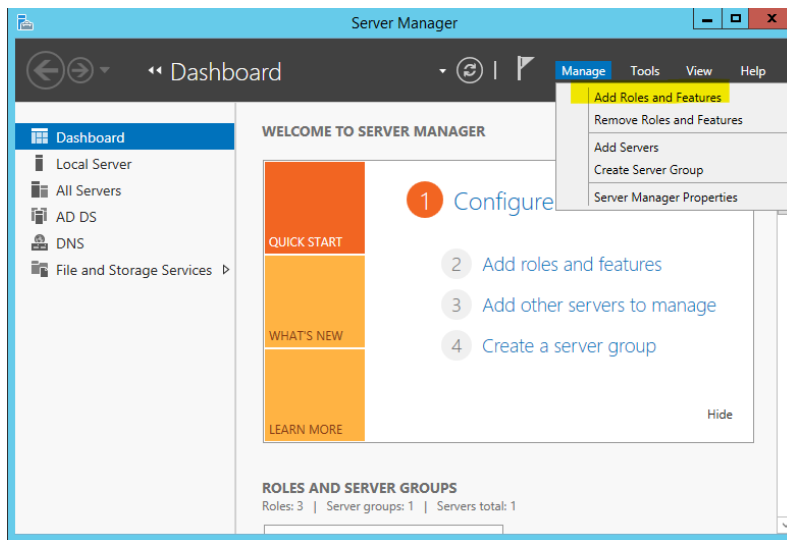 Server Manager
Dashboard
Manage Tools View Help
Add Roles and Features
Remove Roles and Features
Add Servers
Create Server Group
Server Manager Properties
Dashboard
Local Server
All Servers
AD DS
DNS
File and Storage Services
WELCOME TO SERVER MANAGER
QUICK START
WHAT'S NEW
LEARN MORE
1 Configure
2 Add roles and features
3 Add other servers to manage
4 Create a server group
Hide
ROLES AND SERVER GROUPS
Roles: 3 | Server groups: 1 | Servers total: 1